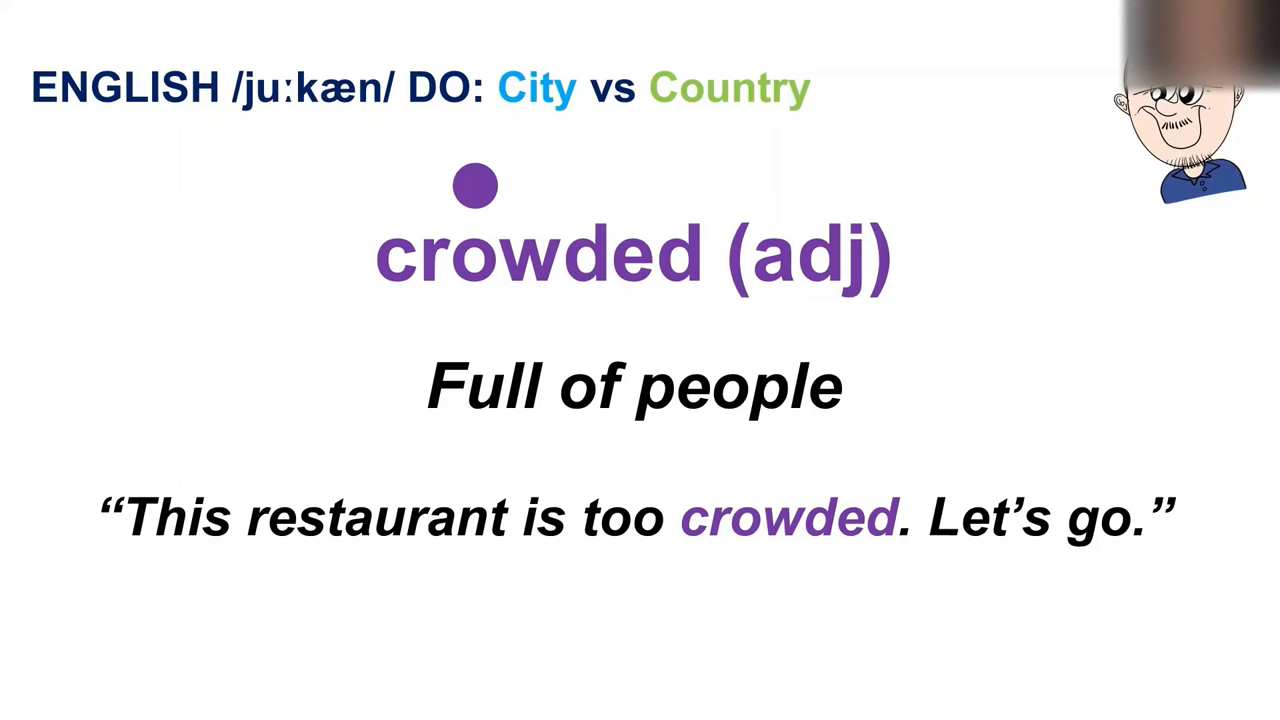 ENGLISH /juːkæn/ DO: City vs Country
crowded (adj)
Full of people
“This restaurant is too crowded. Let’s go.”